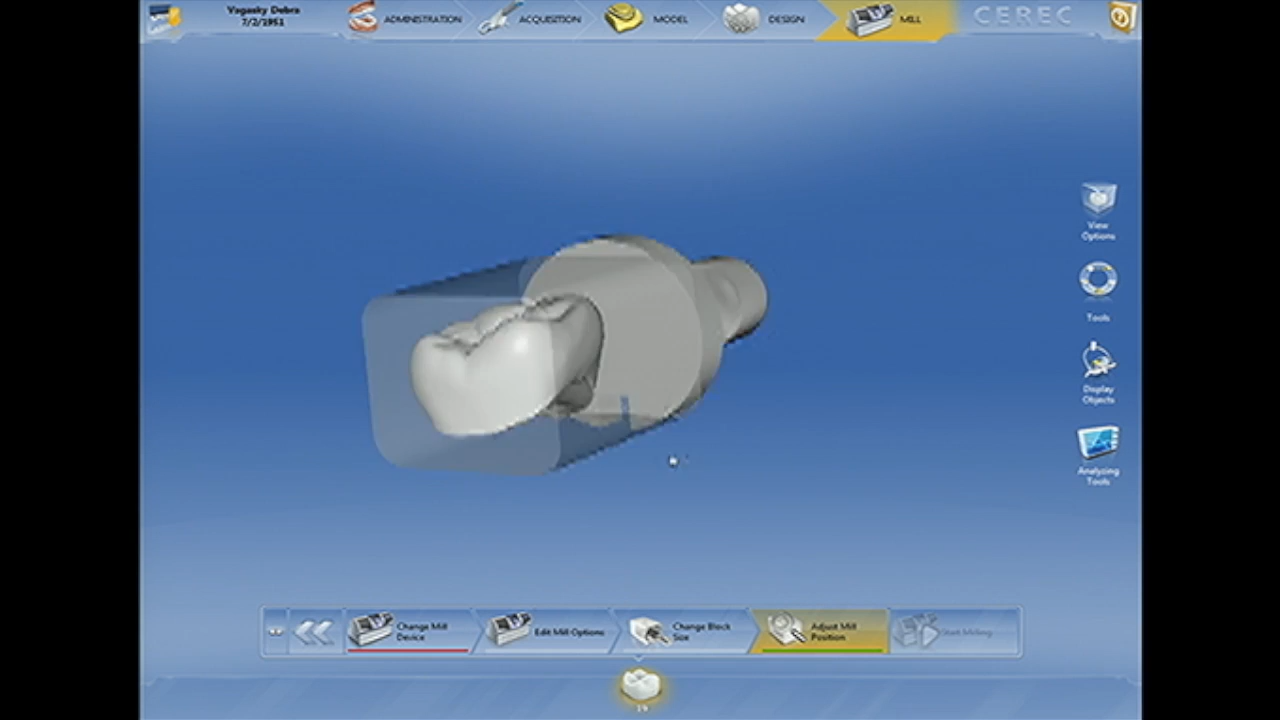 Vagasky Debra
7/2/1951
ADMINISTRATION
ACQUISITION
MODEL
DESIGN
MILL
CEREC
View
Options
Tools
Display
Objects
Analyzing
Tools
Change Mill
Device
Edit Mill Options
Change Block
Size
Adjust Mill
Position
Start Milling
19